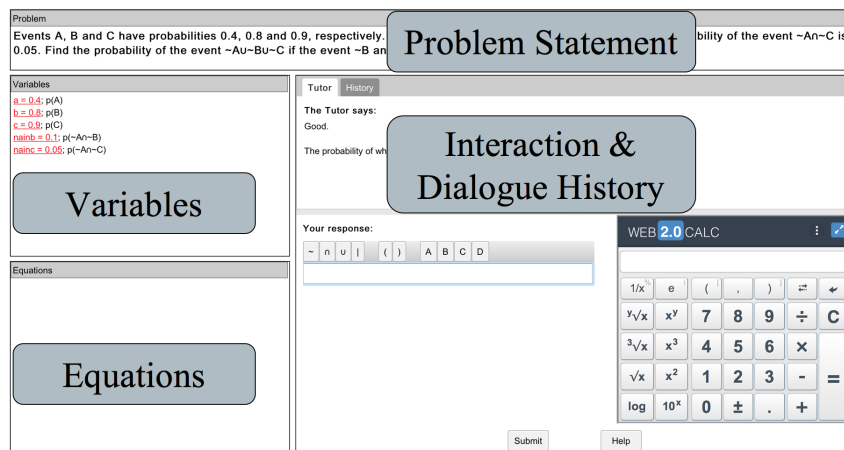 Problem
Events A, B and C have probabilities 0.4, 0.8 and 0.9, respectively. bility of the event ~A∩~C is
0.05. Find the probability of the event ~A∪~B∪~C if the event ~B an
Problem Statement
Variables
a = 0.4; p(A)
b = 0.8; p(B)
c = 0.9; p(C)
nainb = 0.1; p(~A∩~B)
nainc = 0.05; p(~A∩~C)
Variables
Equations
Equations
Tutor History
The Tutor says:
Good.
The probability of wh
Interaction &
Dialogue History
Your response:
~ ∩ ∪ | ( ) A B C D
WEB 2.0 CALC
1/x % e ( , )
y√x x^y 7 8 9 ÷ C
3√x x^3 4 5 6 ×
√x x^2 1 2 3 - =
log 10^x 0 ± . +
Submit Help